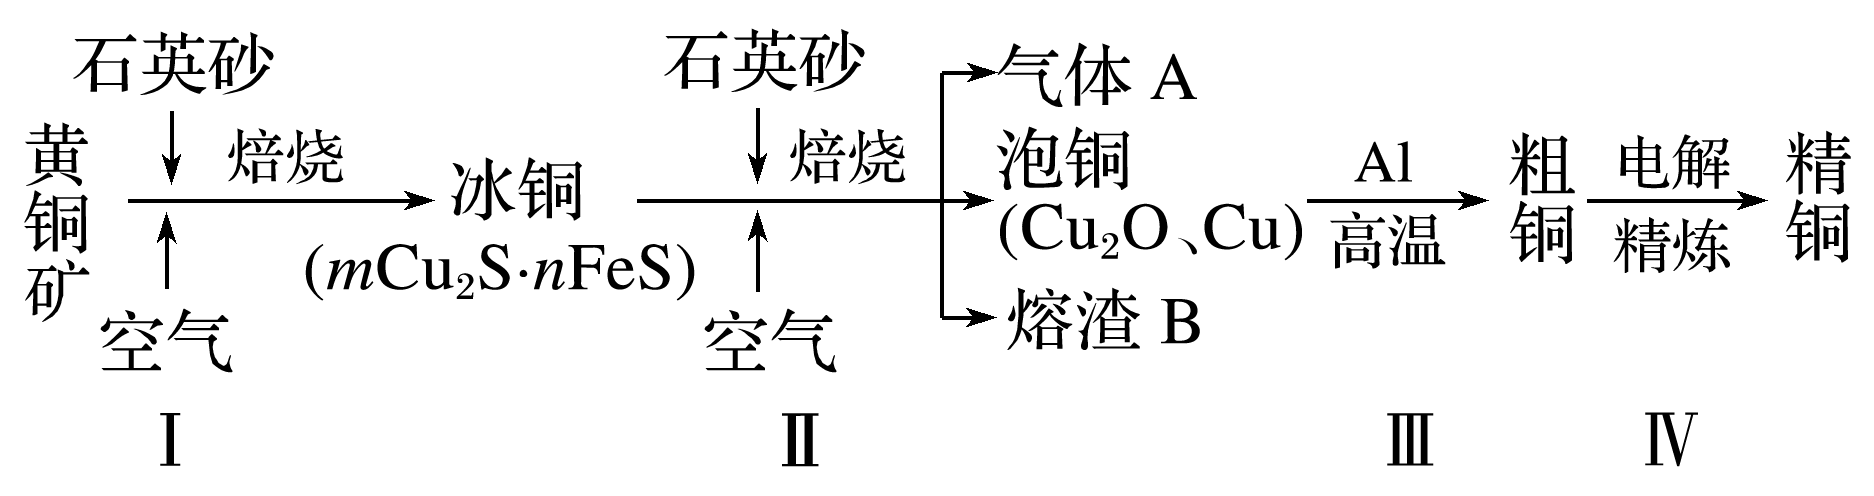 石英砂
石英砂
气体 A
黄铜矿
焙烧
冰铜
(mCu₂S·nFeS)
焙烧
泡铜
(Cu₂O、Cu)
Al
高温
粗铜
电解
精炼
精铜
空气
空气
熔渣 B
Ⅰ
Ⅱ
Ⅲ
Ⅳ